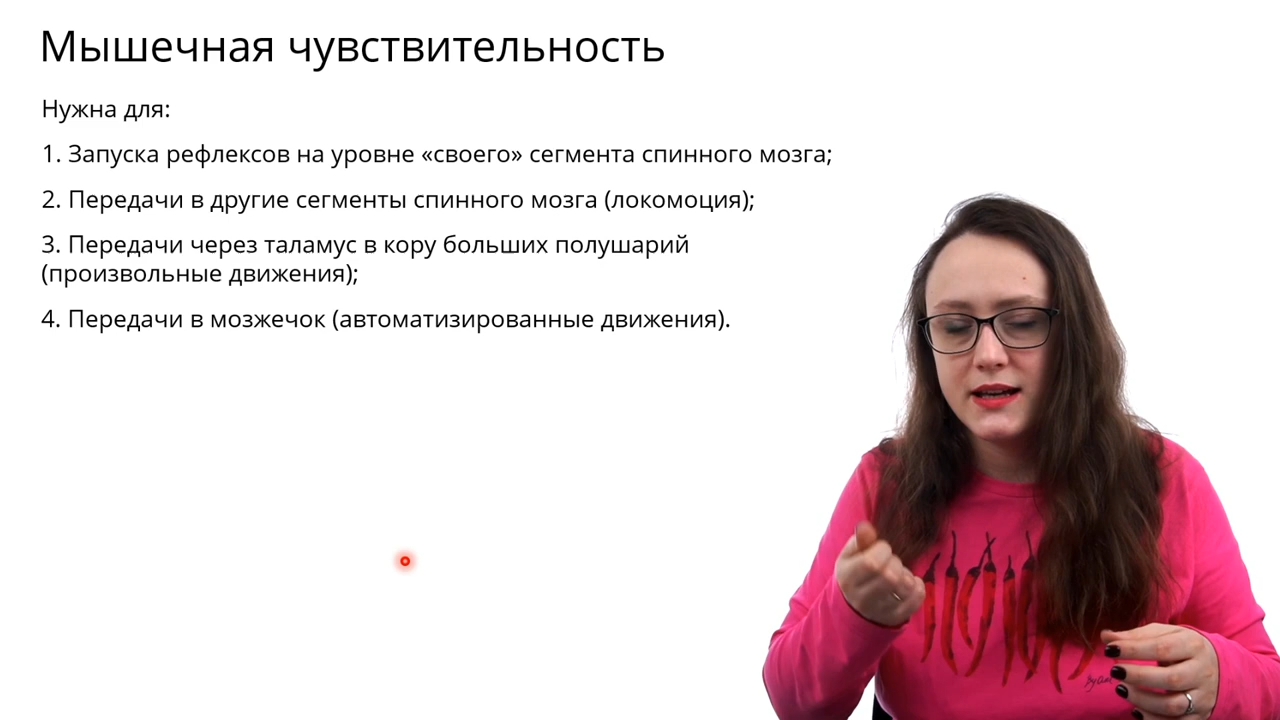 Мышечная чувствительность
Нужна для:
1. Запуска рефлексов на уровне «своего» сегмента спинного мозга;
2. Передачи в другие сегменты спинного мозга (локомоция);
3. Передачи через таламус в кору больших полушарий
(произвольные движения);
4. Передачи в мозжечок (автоматизированные движения).